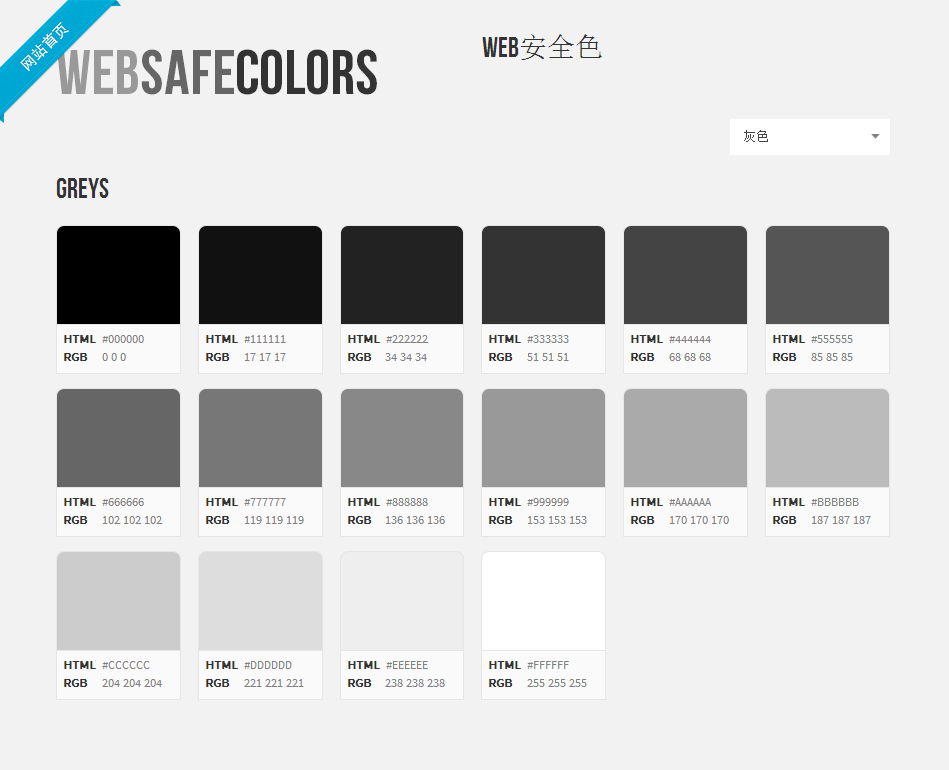 网站首页
WEBSAFECOLORS
WEB安全色
灰色
GREYS
HTML #000000
RGB 0 0 0
HTML #111111
RGB 17 17 17
HTML #222222
RGB 34 34 34
HTML #333333
RGB 51 51 51
HTML #444444
RGB 68 68 68
HTML #555555
RGB 85 85 85
HTML #666666
RGB 102 102 102
HTML #777777
RGB 119 119 119
HTML #888888
RGB 136 136 136
HTML #999999
RGB 153 153 153
HTML #AAAAAA
RGB 170 170 170
HTML #BBBBBB
RGB 187 187 187
HTML #CCCCCC
RGB 204 204 204
HTML #DDDDDD
RGB 221 221 221
HTML #EEEEEE
RGB 238 238 238
HTML #FFFFFF
RGB 255 255 255